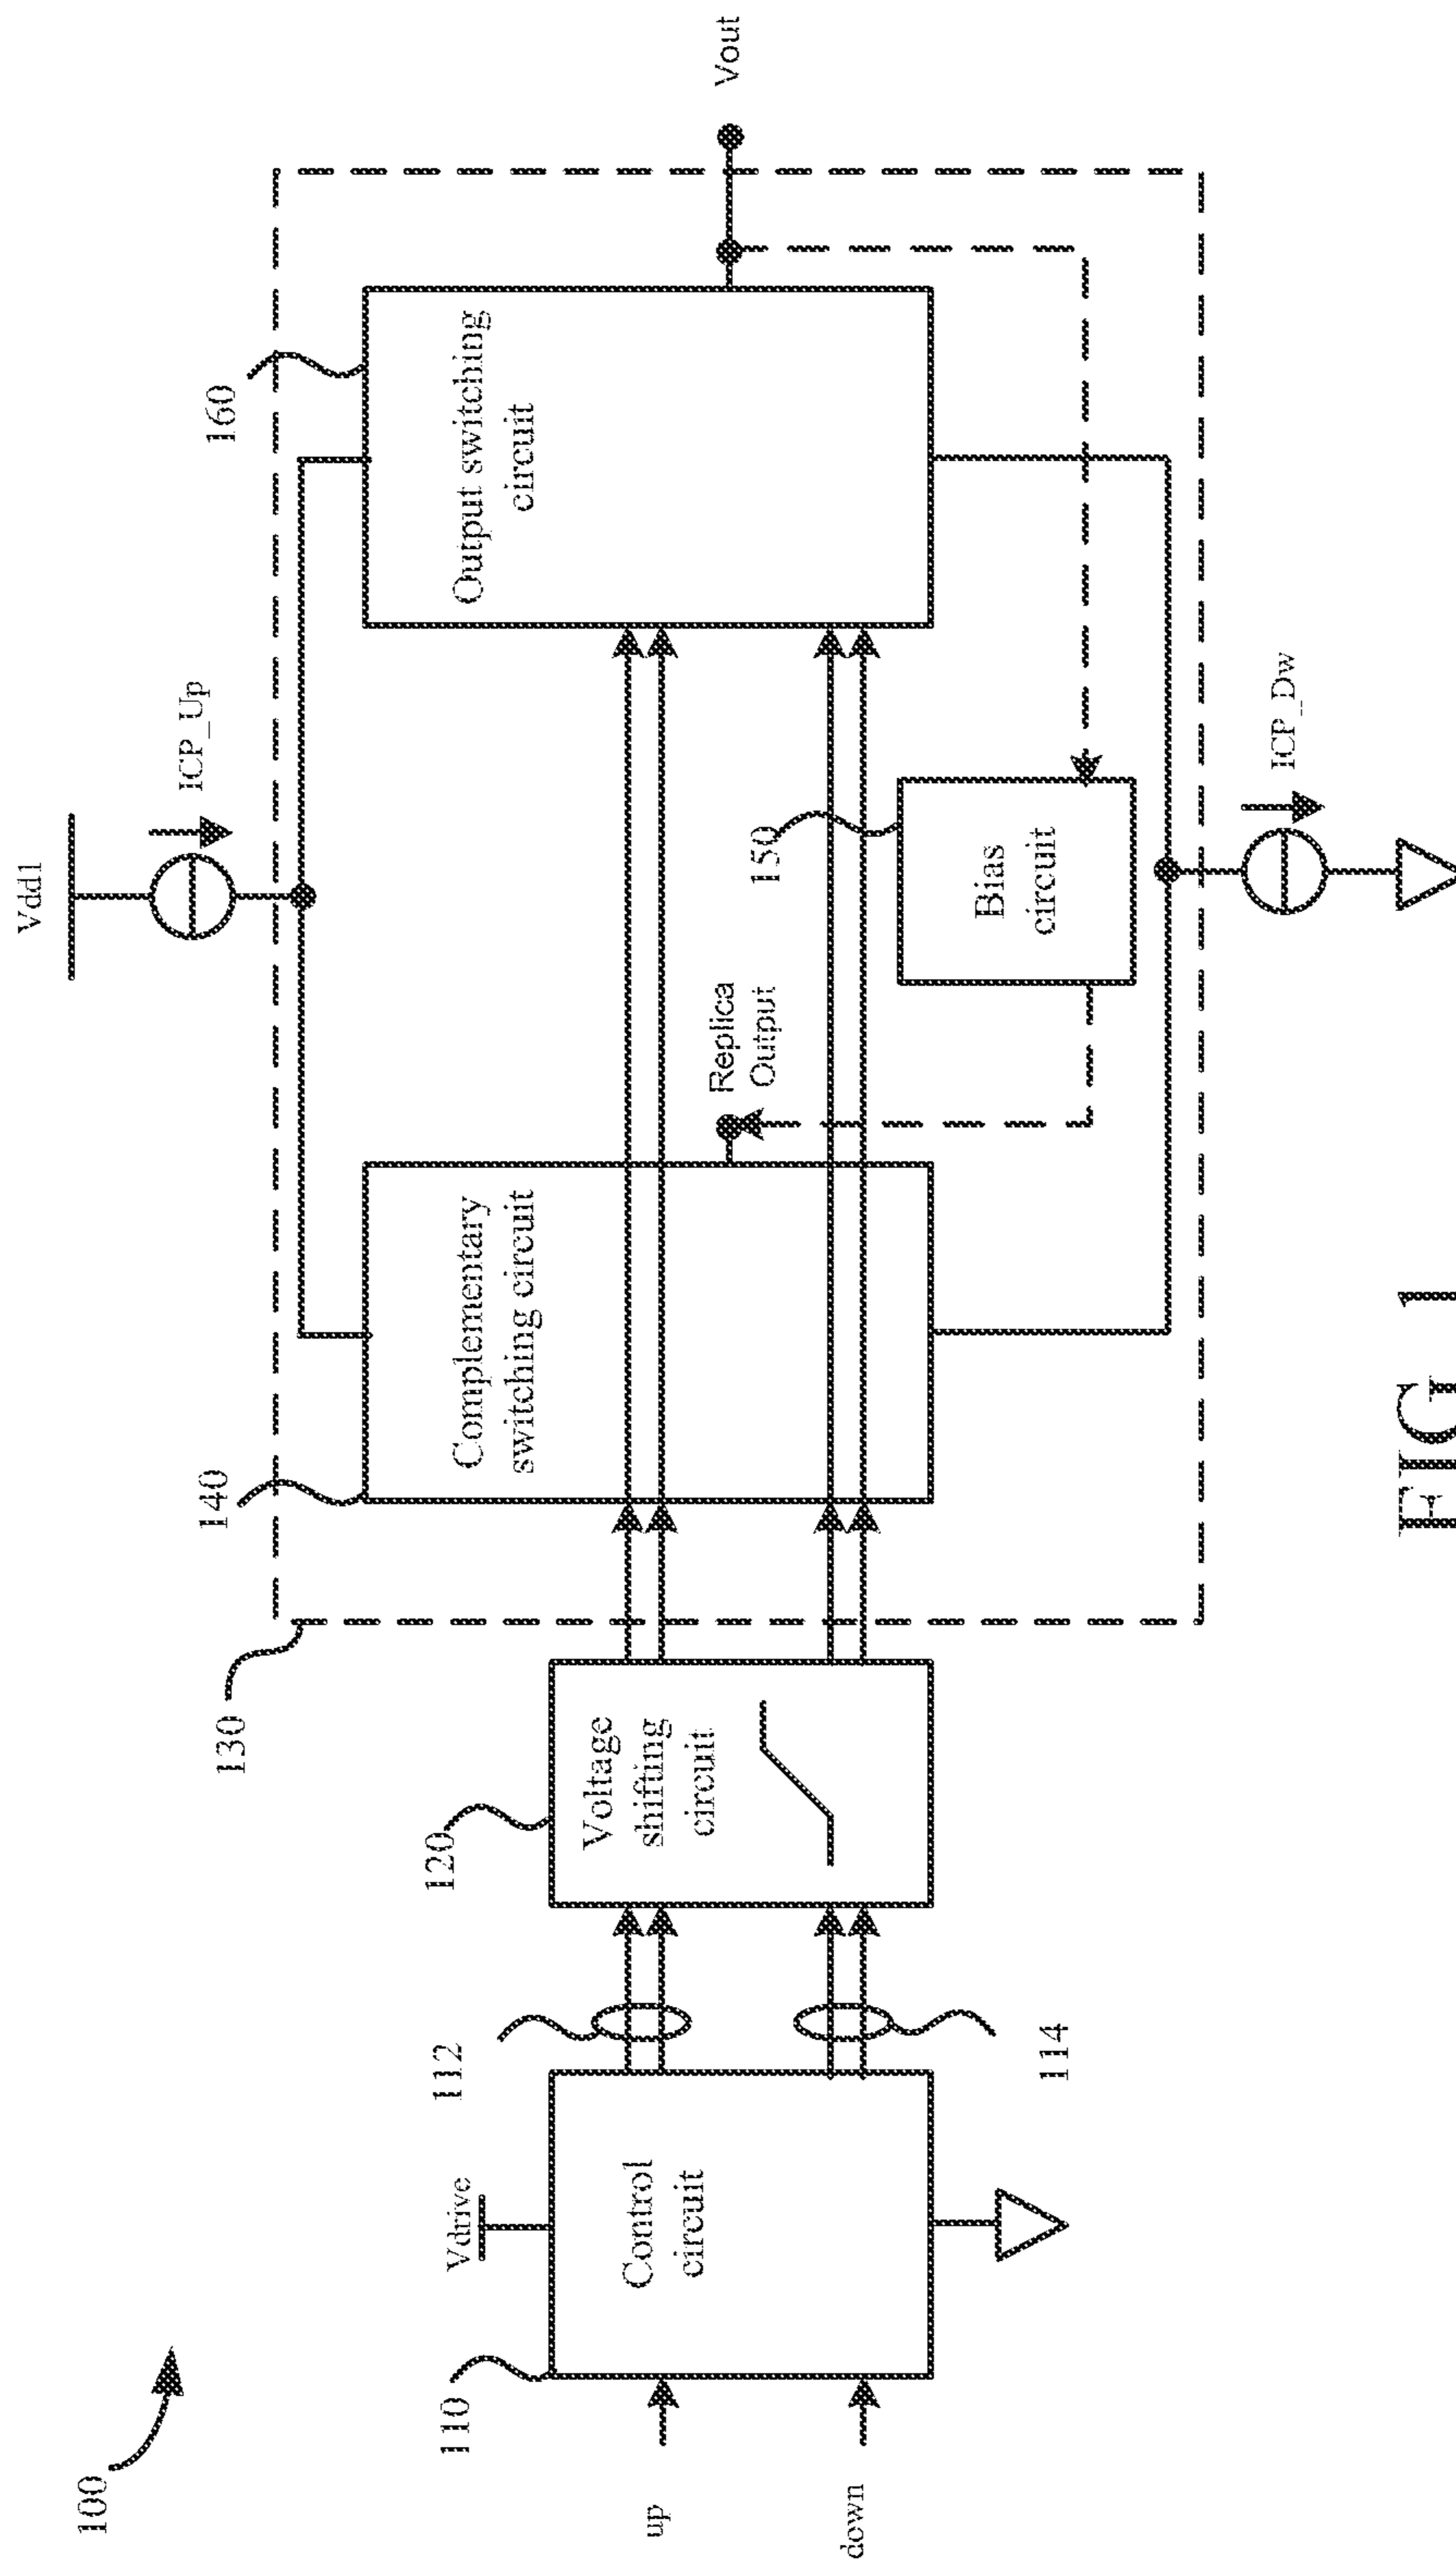 100
up
down
110
Vdrive
Control
circuit
112
114
120
Voltage
shifting
circuit
130
140
Complementary
switching circuit
Replica
Output
Vdd1
ICP_Up
150
Bias
circuit
ICP_Dw
160
Output switching
circuit
Vout
FIG 1